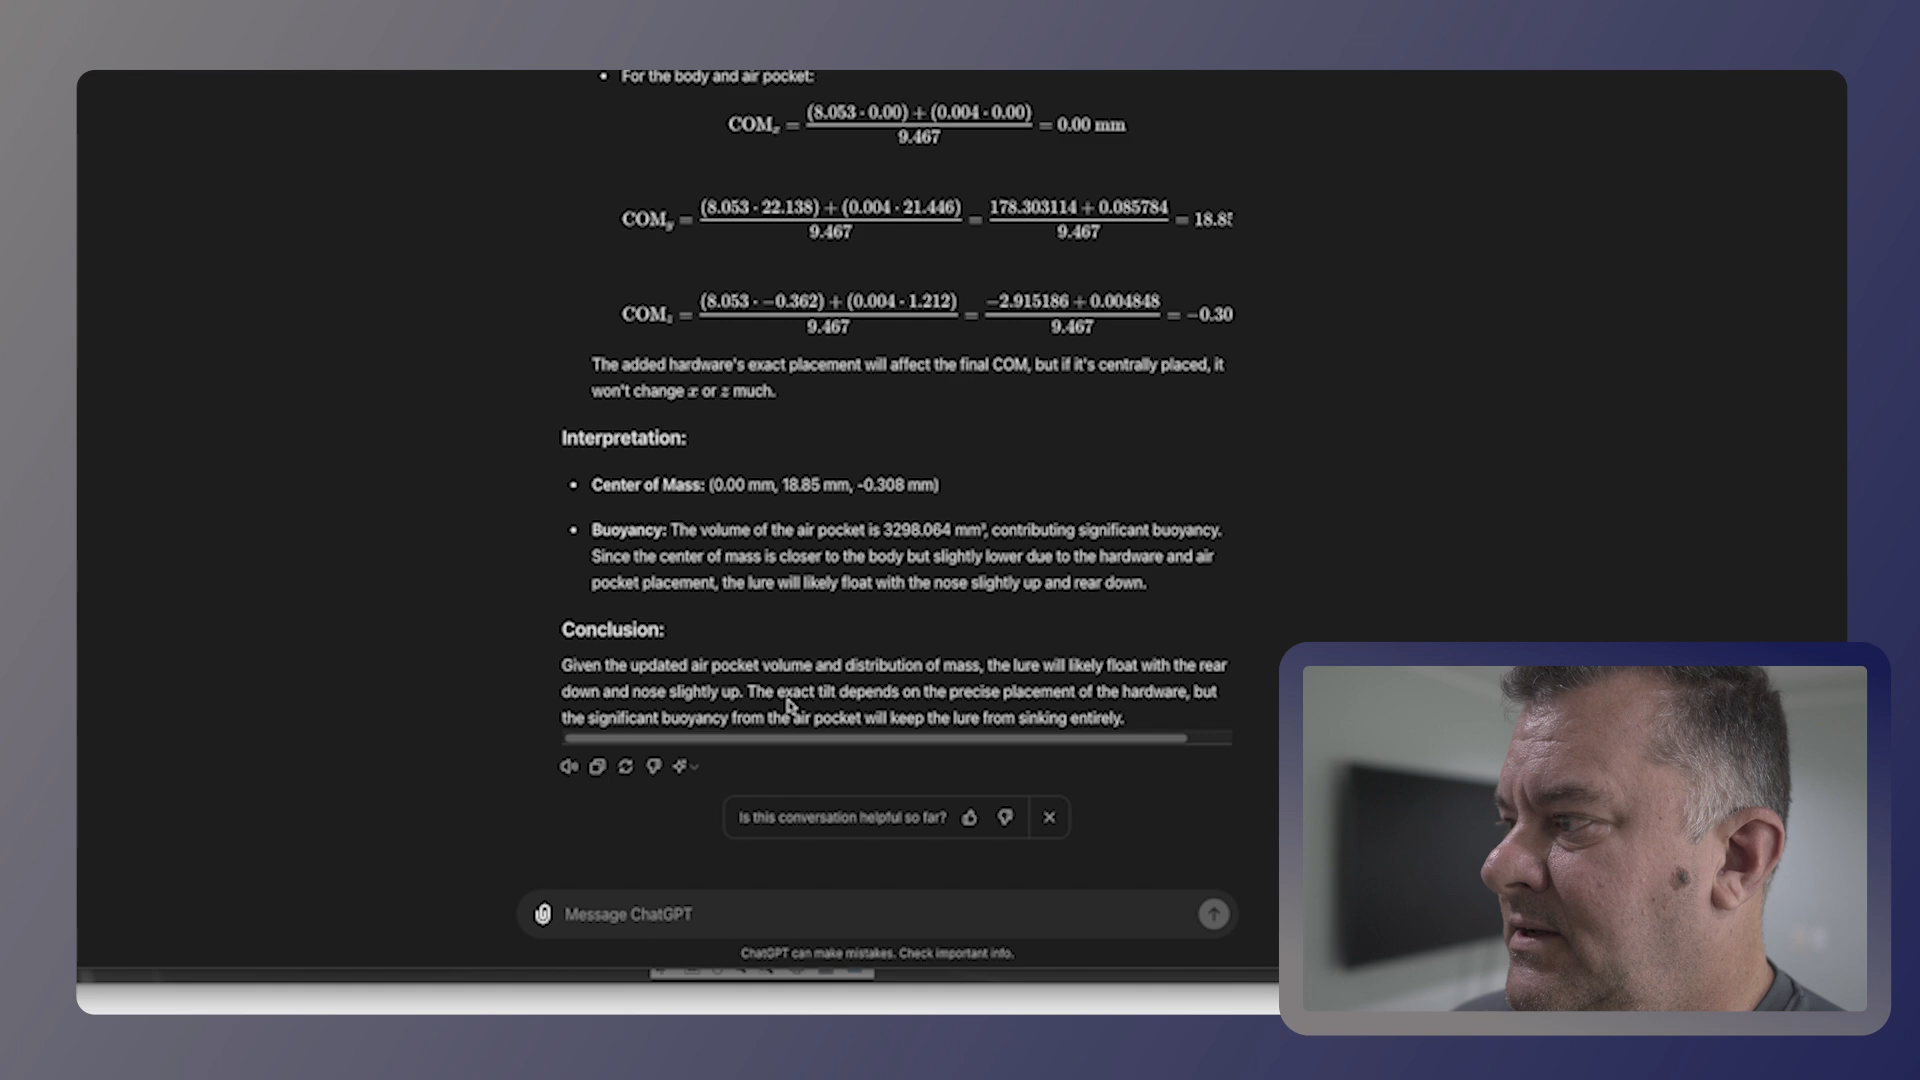 • For the body and air pocket:
COMₓ = (8.053 · 0.00) + (0.004 · 0.00) / 9.467 = 0.00 mm
COMᵧ = (8.053 · 22.138) + (0.004 · 21.446) / 9.467 = 178.303114 + 0.085784 / 9.467 = 18.85
COM_z = (8.053 · −0.362) + (0.004 · 1.212) / 9.467 = −2.915186 + 0.004848 / 9.467 = −0.30
The added hardware's exact placement will affect the final COM, but if it's centrally placed, it
won't change x or z much.
Interpretation:
• Center of Mass: (0.00 mm, 18.85 mm, -0.308 mm)
• Buoyancy: The volume of the air pocket is 3298.064 mm³, contributing significant buoyancy.
Since the center of mass is closer to the body but slightly lower due to the hardware and air
pocket placement, the lure will likely float with the nose slightly up and rear down.
Conclusion:
Given the updated air pocket volume and distribution of mass, the lure will likely float with the rear
down and nose slightly up. The exact tilt depends on the precise placement of the hardware, but
the significant buoyancy from the air pocket will keep the lure from sinking entirely.
Is this conversation helpful so far?
Message ChatGPT
ChatGPT can make mistakes. Check important info.